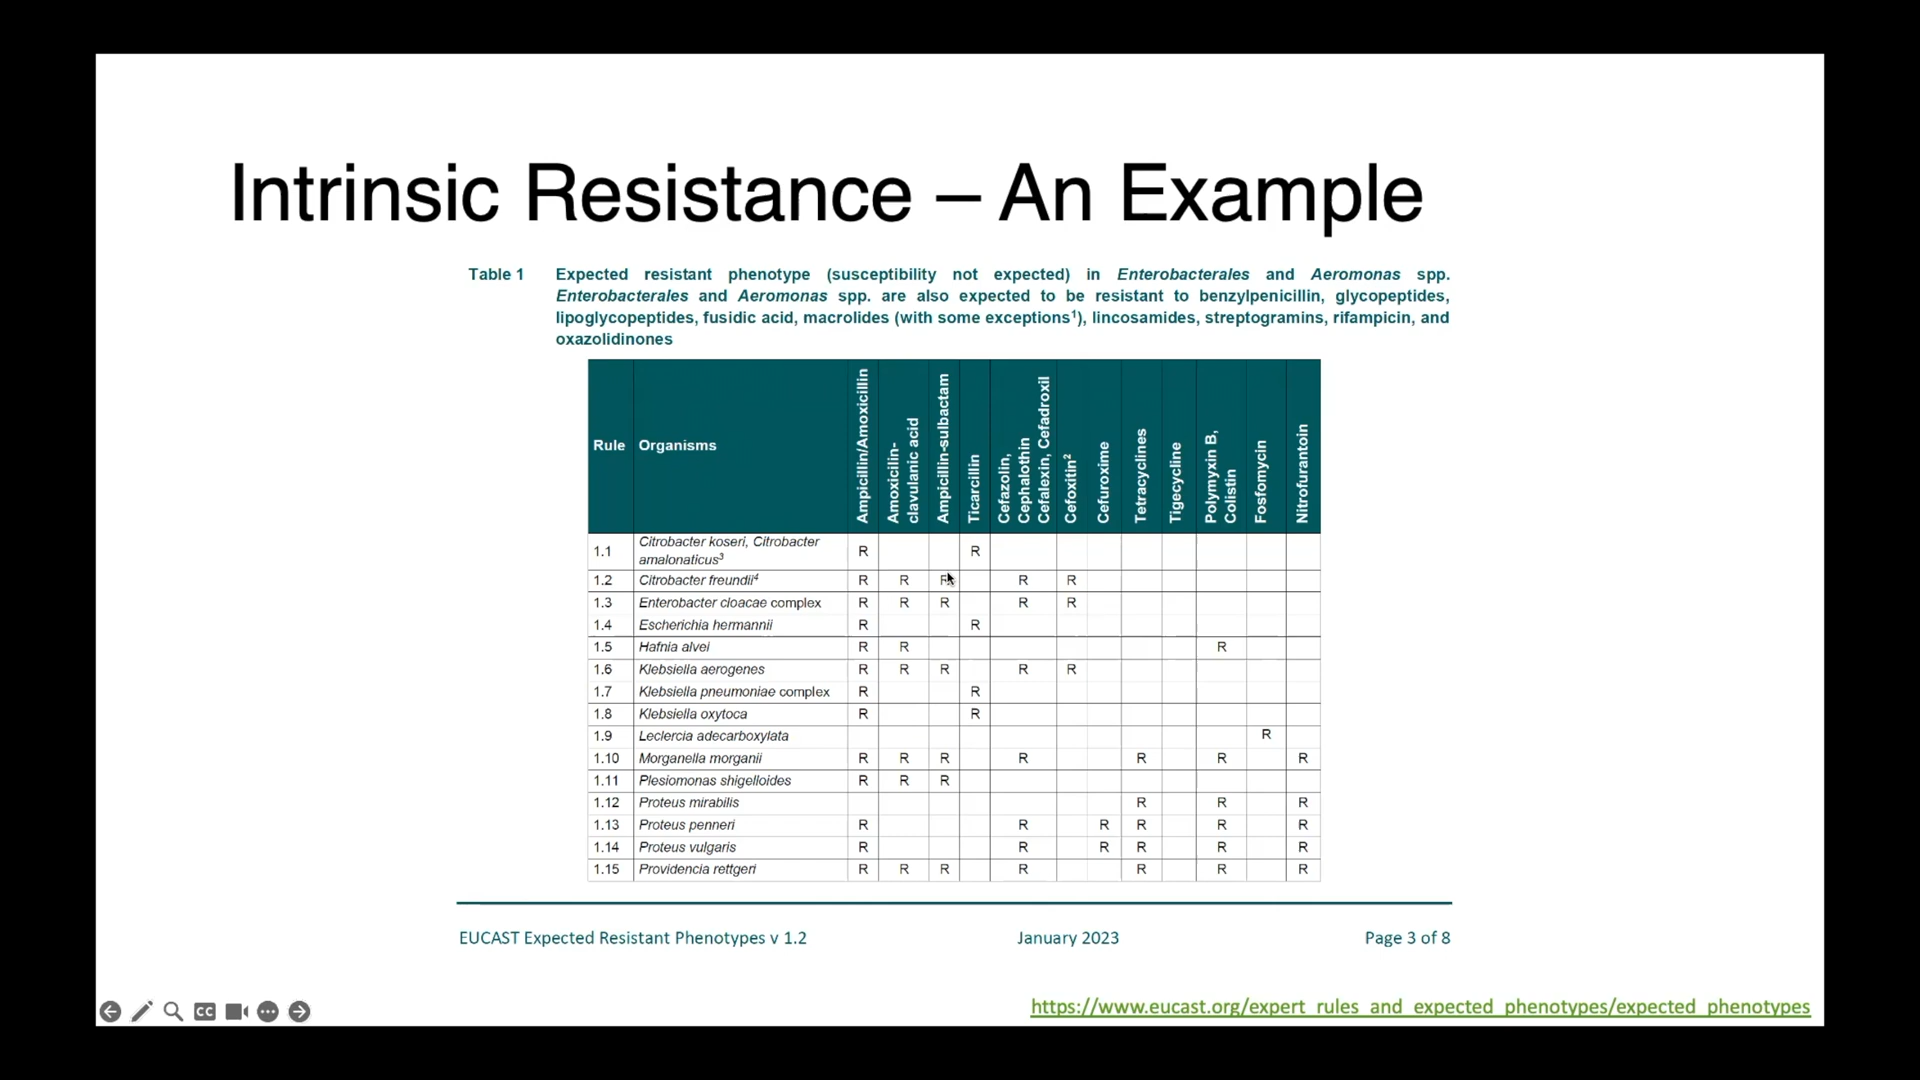 Intrinsic Resistance – An Example
Table 1 Expected resistant phenotype (susceptibility not expected) in Enterobacterales and Aeromonas spp.
Enterobacterales and Aeromonas spp. are also expected to be resistant to benzylpenicillin, glycopeptides,
lipoglycopeptides, fusidic acid, macrolides (with some exceptions¹), lincosamides, streptogramins, rifampicin, and
oxazolidinones
Rule Organisms Ampicillin/Amoxicillin Amoxicilin-clavulanic acid Ampicillin-sulbactam Ticarcillin Cefazolin, Cephalothin Cefalexin, Cefadroxil Cefoxitin² Cefuroxime Tetracyclines Tigecycline Polymyxin B, Colistin Fosfomycin Nitrofurantoin
1.1 Citrobacter koseri, Citrobacter amalonaticus³ R R
1.2 Citrobacter freundii⁴ R R R R R
1.3 Enterobacter cloacae complex R R R R R
1.4 Escherichia hermannii R R
1.5 Hafnia alvei R R R
1.6 Klebsiella aerogenes R R R R R
1.7 Klebsiella pneumoniae complex R R
1.8 Klebsiella oxytoca R R
1.9 Leclercia adecarboxylata R
1.10 Morganella morganii R R R R R R R
1.11 Plesiomonas shigelloides R R R
1.12 Proteus mirabilis R R R
1.13 Proteus penneri R R R R R R
1.14 Proteus vulgaris R R R R R R
1.15 Providencia rettgeri R R R R R R R
EUCAST Expected Resistant Phenotypes v 1.2 January 2023 Page 3 of 8
https://www.eucast.org/expert_rules_and_expected_phenotypes/expected_phenotypes
CC